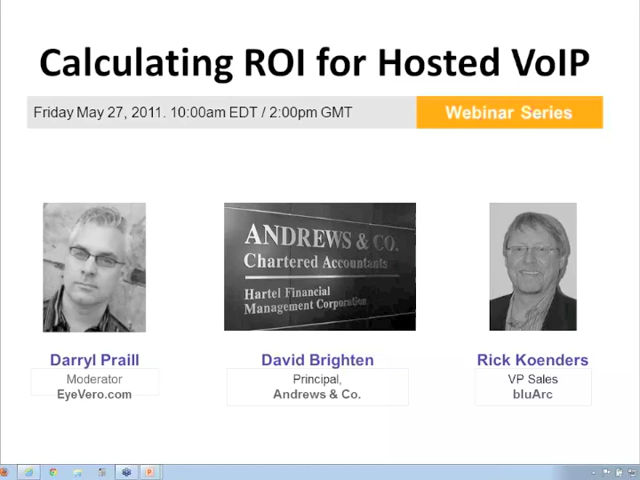 Calculating ROI for Hosted VoIP
Friday May 27, 2011. 10:00am EDT / 2:00pm GMT
Webinar Series
ANDREWS & CO.
Chartered Accountants
Hartel Financial
Management Corporation
Darryl Praill
David Brighten
Rick Koenders
Moderator
Principal,
VP Sales
EyeVero.com
Andrews & Co.
bluArc